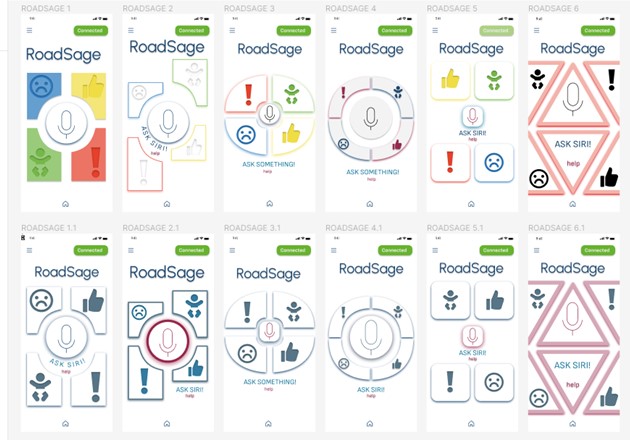 ROADSAGE 1
Connected
RoadSage
ROADSAGE 2
Connected
RoadSage
ASK SIRI!
help
ROADSAGE 3
Connected
RoadSage
ASK SOMETHING!
help
ROADSAGE 4
Connected
RoadSage
ASK SOMETHING!
help
ROADSAGE 5
Connected
RoadSage
ASK SIRI!
help
ROADSAGE 6
Connected
RoadSage
ASK SIRI!
help
ROADSAGE 1.1
Connected
RoadSage
ASK SIRI!
help
ROADSAGE 2.1
Connected
RoadSage
ASK SIRI!
help
ROADSAGE 3.1
Connected
RoadSage
ASK SOMETHING!
help
ROADSAGE 4.1
Connected
RoadSage
ASK SIRI!
help
ROADSAGE 5.1
Connected
RoadSage
ASK SIRI!
help
ROADSAGE 6.1
Connected
RoadSage
ASK SIRI!
help